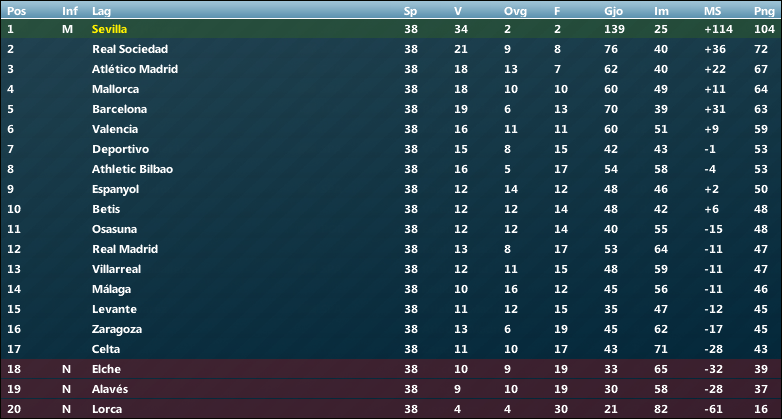 Pos Inf Lag Sp V Ovg F Gjo Im MS Png
1 M Sevilla 38 34 2 2 139 25 +114 104
2 Real Sociedad 38 21 9 8 76 40 +36 72
3 Atlético Madrid 38 18 13 7 62 40 +22 67
4 Mallorca 38 18 10 10 60 49 +11 64
5 Barcelona 38 19 6 13 70 39 +31 63
6 Valencia 38 16 11 11 60 51 +9 59
7 Deportivo 38 15 8 15 42 43 -1 53
8 Athletic Bilbao 38 16 5 17 54 58 -4 53
9 Espanyol 38 12 14 12 48 46 +2 50
10 Betis 38 12 12 14 48 42 +6 48
11 Osasuna 38 12 12 14 40 55 -15 48
12 Real Madrid 38 13 8 17 53 64 -11 47
13 Villarreal 38 12 11 15 48 59 -11 47
14 Málaga 38 10 16 12 45 56 -11 46
15 Levante 38 11 12 15 35 47 -12 45
16 Zaragoza 38 13 6 19 45 62 -17 45
17 Celta 38 11 10 17 43 71 -28 43
18 N Elche 38 10 9 19 33 65 -32 39
19 N Alavés 38 9 10 19 30 58 -28 37
20 N Lorca 38 4 4 30 21 82 -61 16